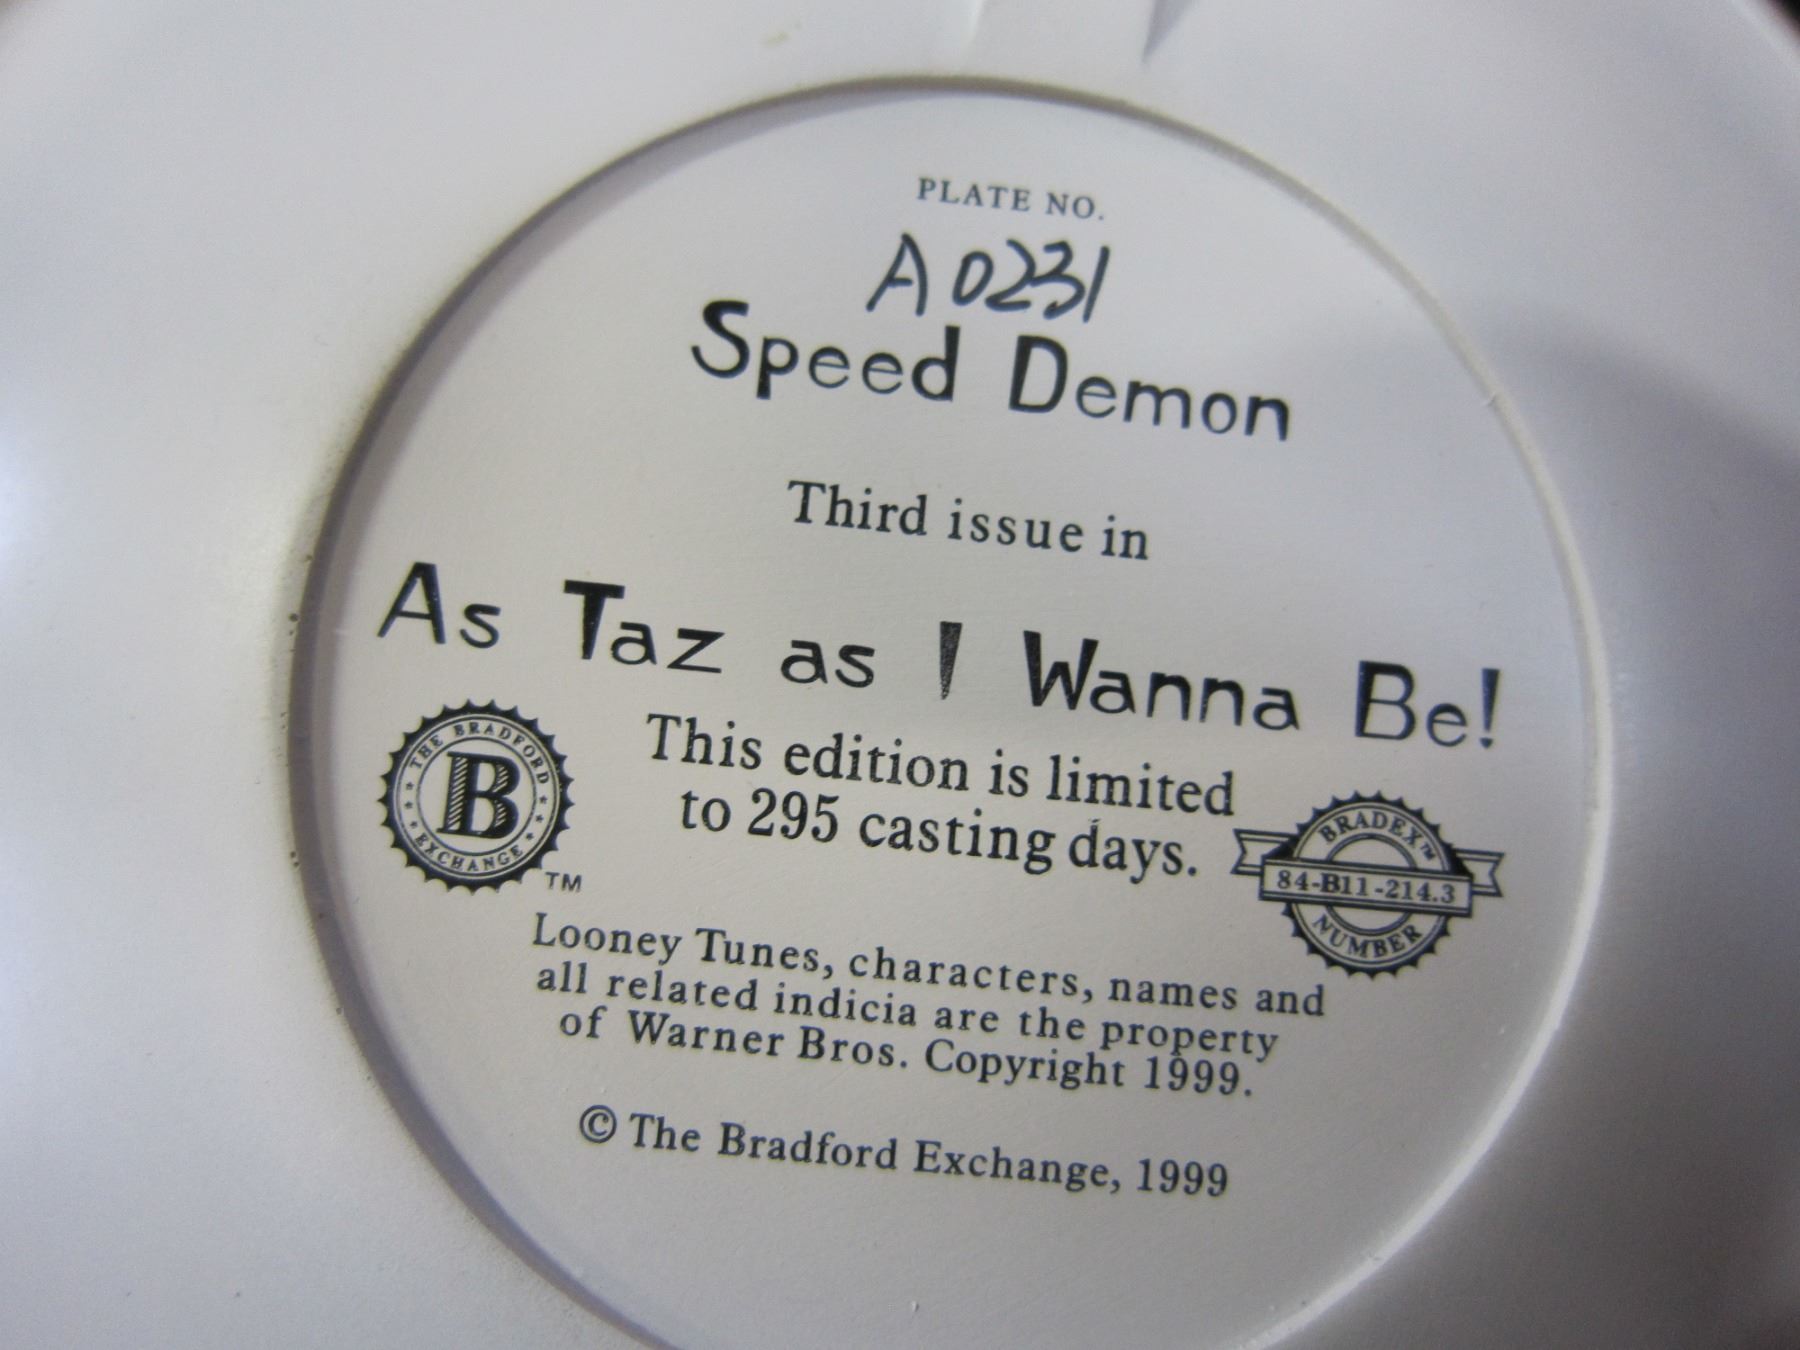 PLATE NO.
A0231
Speed Demon
Third issue in
As Taz as I Wanna Be!
THE BRADFORD
B
EXCHANGE
TM
This edition is limited
to 295 casting days.
BRADEX™
84-B11-214.3
NUMBER
Looney Tunes, characters, names and
all related indicia are the property
of Warner Bros. Copyright 1999.
© The Bradford Exchange, 1999